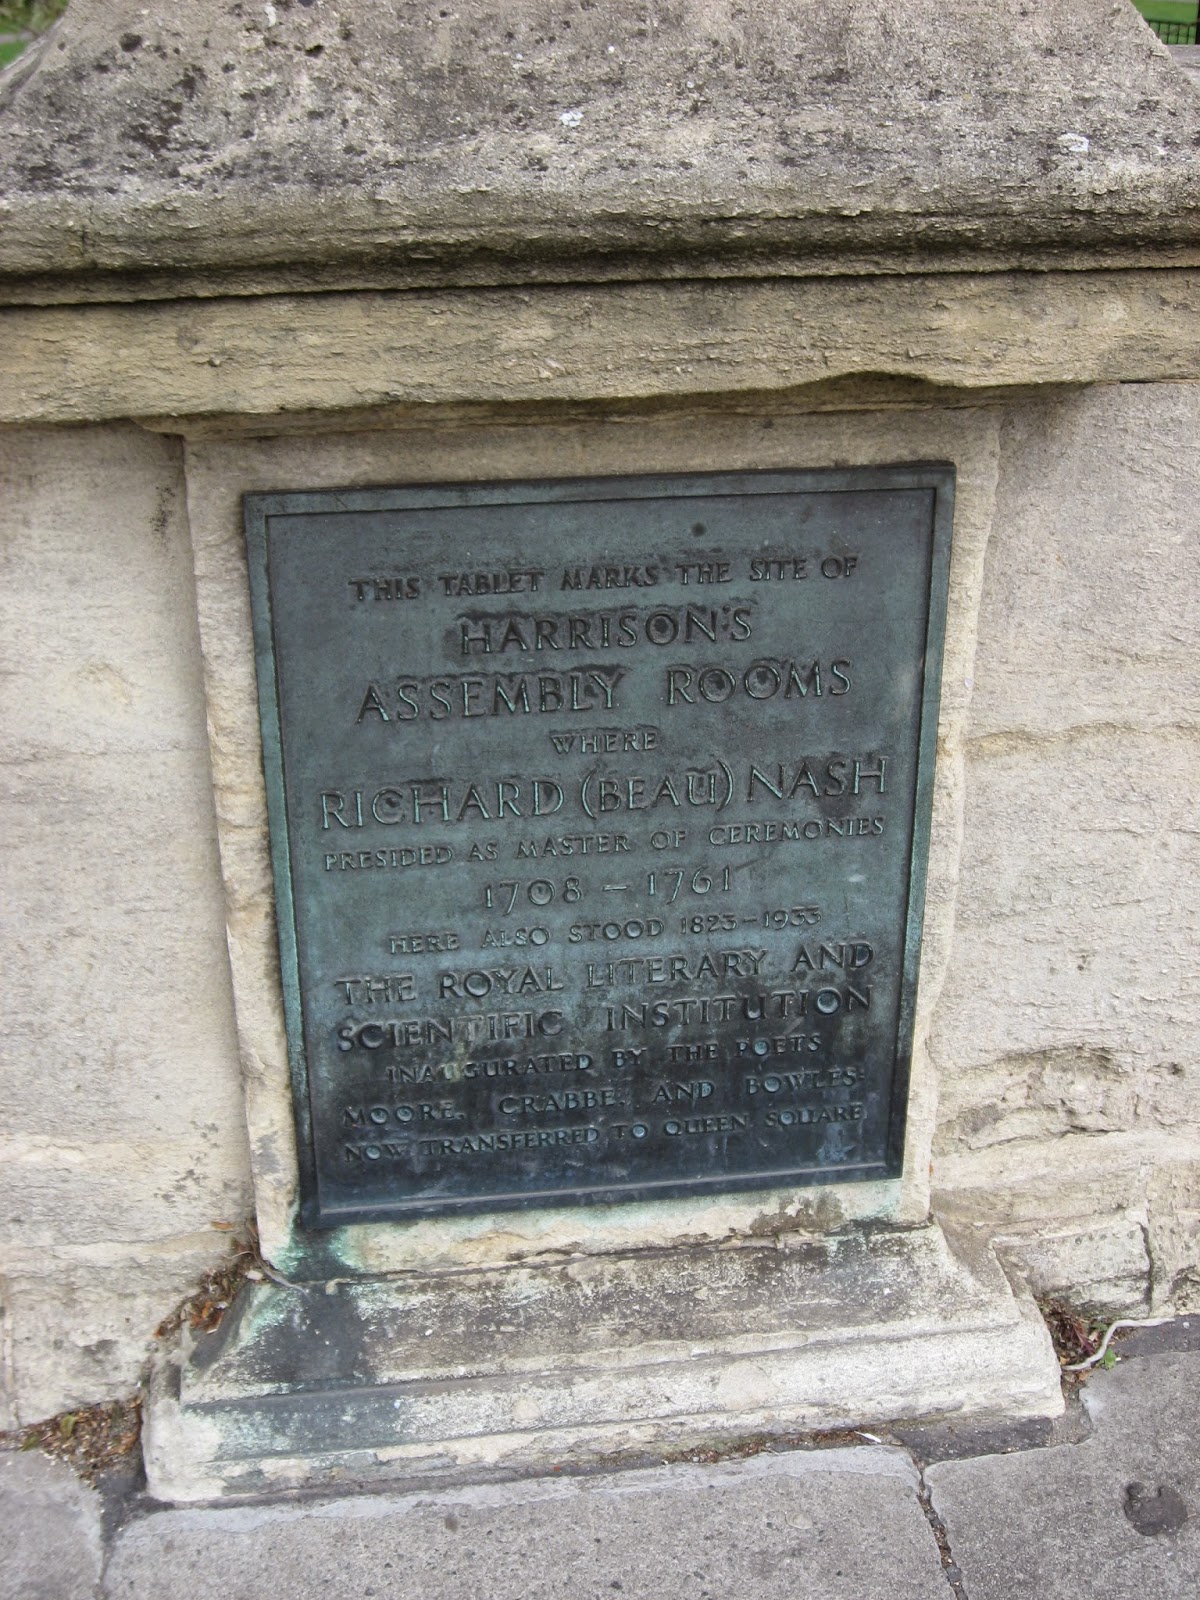 THIS TABLET MARKS THE SITE OF
HARRISON'S
ASSEMBLY ROOMS
WHERE
RICHARD (BEAU) NASH
PRESIDED AS MASTER OF CEREMONIES
1708 – 1761
HERE ALSO STOOD 1823–1933
THE ROYAL LITERARY AND
SCIENTIFIC INSTITUTION
INAUGURATED BY THE POETS
MOORE, CRABBE, AND BOWLES·
NOW TRANSFERRED TO QUEEN SQUARE